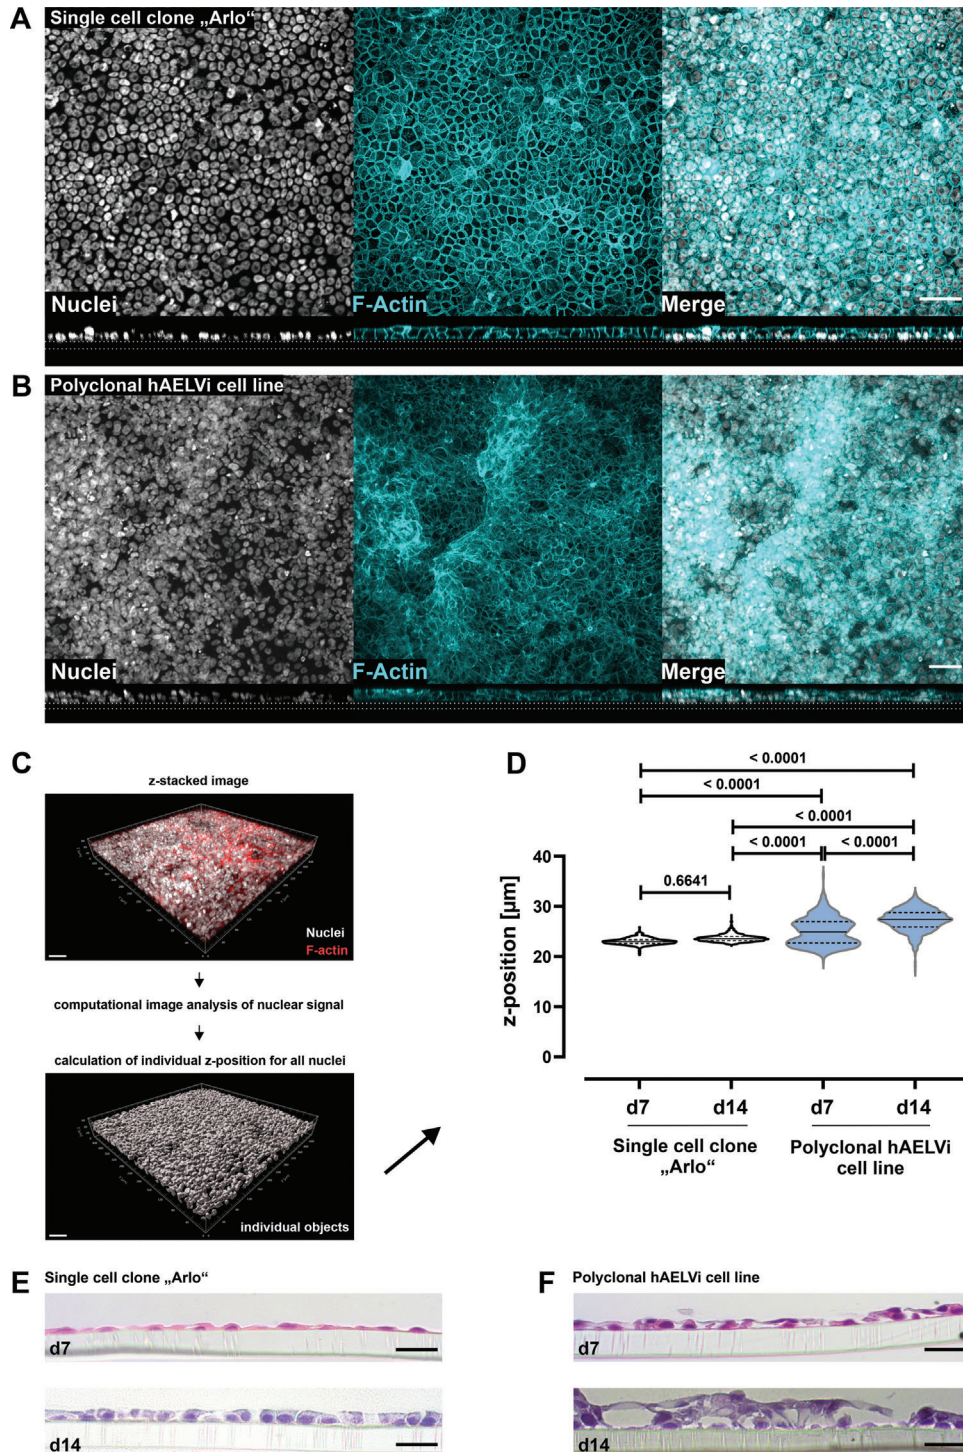 A
Single cell clone „Arlo“
Nuclei
F-Actin
Merge
B
Polyclonal hAELVi cell line
Nuclei
F-Actin
Merge
C
z-stacked image
Nuclei
F-actin
computational image analysis of nuclear signal
calculation of individual z-position for all nuclei
individual objects
D
< 0.0001
< 0.0001
< 0.0001
< 0.0001
< 0.0001
0.6641
z-position [µm]
40
30
20
10
0
d7
d14
d7
d14
Single cell clone
„Arlo“
Polyclonal hAELVi
cell line
E
Single cell clone „Arlo“
d7
d14
F
Polyclonal hAELVi cell line
d7
d14